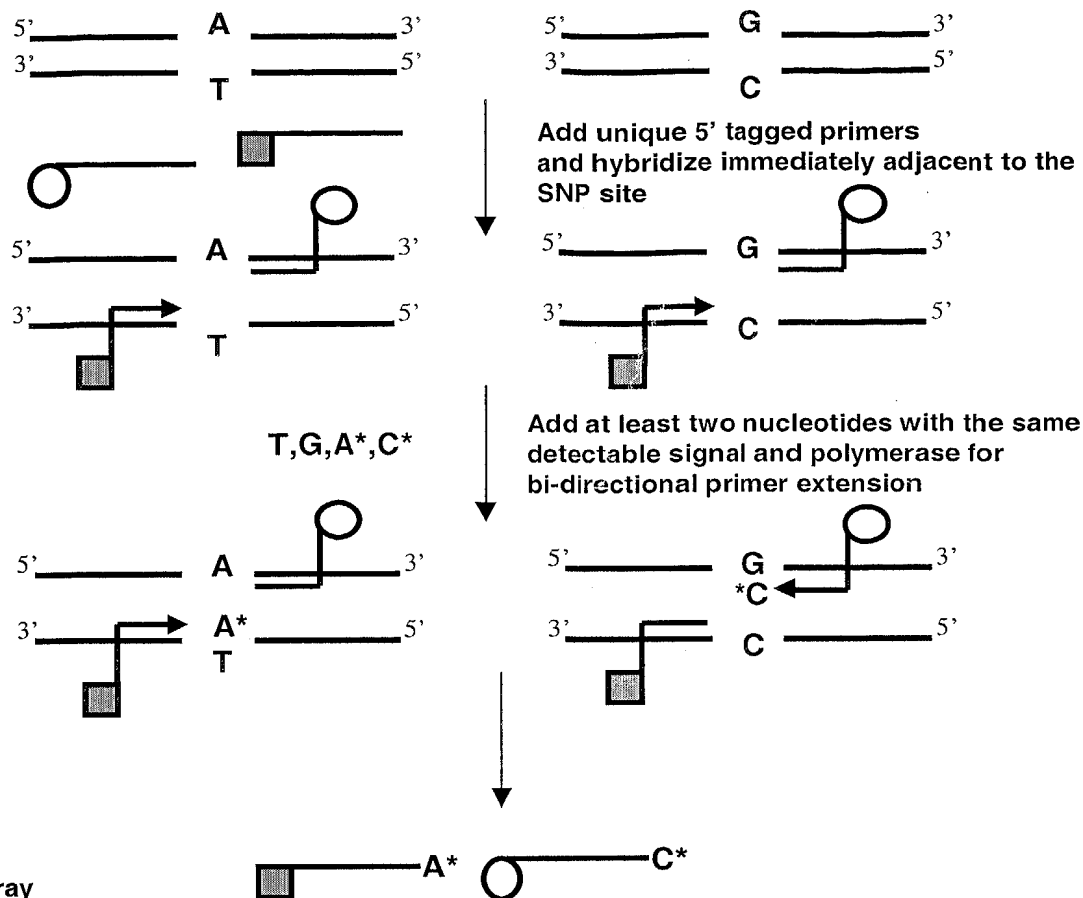 5’ A 3’ 5’ G 3’
3’ 5’ 3’ 5’
T C
Add unique 5’ tagged primers
and hybridize immediately adjacent to the
SNP site
5’ A 3’ 5’ G 3’
3’ 5’ 3’ 5’
T C
T,G,A*,C*
Add at least two nucleotides with the same
detectable signal and polymerase for
bi-directional primer extension
5’ A 3’ 5’ G 3’
*C
3’ A* 5’ 3’ 5’
T C
A* C*
ray